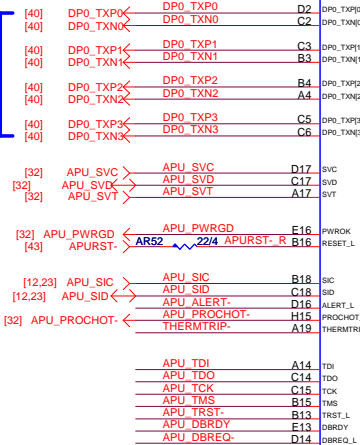 [40] DP0_TXP0 DP0_TXP0 D2 DP0_TXP[0
[40] DP0_TXN0 DP0_TXN0 C2 DP0_TXN[0
[40] DP0_TXP1 DP0_TXP1 C3 DP0_TXP[1
[40] DP0_TXN1 DP0_TXN1 B3 DP0_TXN[1
[40] DP0_TXP2 DP0_TXP2 B4 DP0_TXP[2
[40] DP0_TXN2 DP0_TXN2 A4 DP0_TXN[2
[40] DP0_TXP3 DP0_TXP3 C5 DP0_TXP[3
[40] DP0_TXN3 DP0_TXN3 C6 DP0_TXN[3
[32] APU_SVC APU_SVC D17 SVC
[32] APU_SVD APU_SVD C17 SVD
[32] APU_SVT APU_SVT A17 SVT
[32] APU_PWRGD APU_PWRGD E16 PWROK
[43] APURST- AR52 22/4 APURST-_R B16 RESET_L
[12,23] APU_SIC APU_SIC B18 SIC
[12,23] APU_SID APU_SID C18 SID
APU_ALERT- D16 ALERT_L
[32] APU_PROCHOT- APU_PROCHOT- H15 PROCHOT_
THERMTRIP- A19 THERMTRI
APU_TDI A14 TDI
APU_TDO C14 TDO
APU_TCK C15 TCK
APU_TMS B15 TMS
APU_TRST- B13 TRST_L
APU_DBRDY E13 DBRDY
APU_DBREQ- D14 DBREQ_L